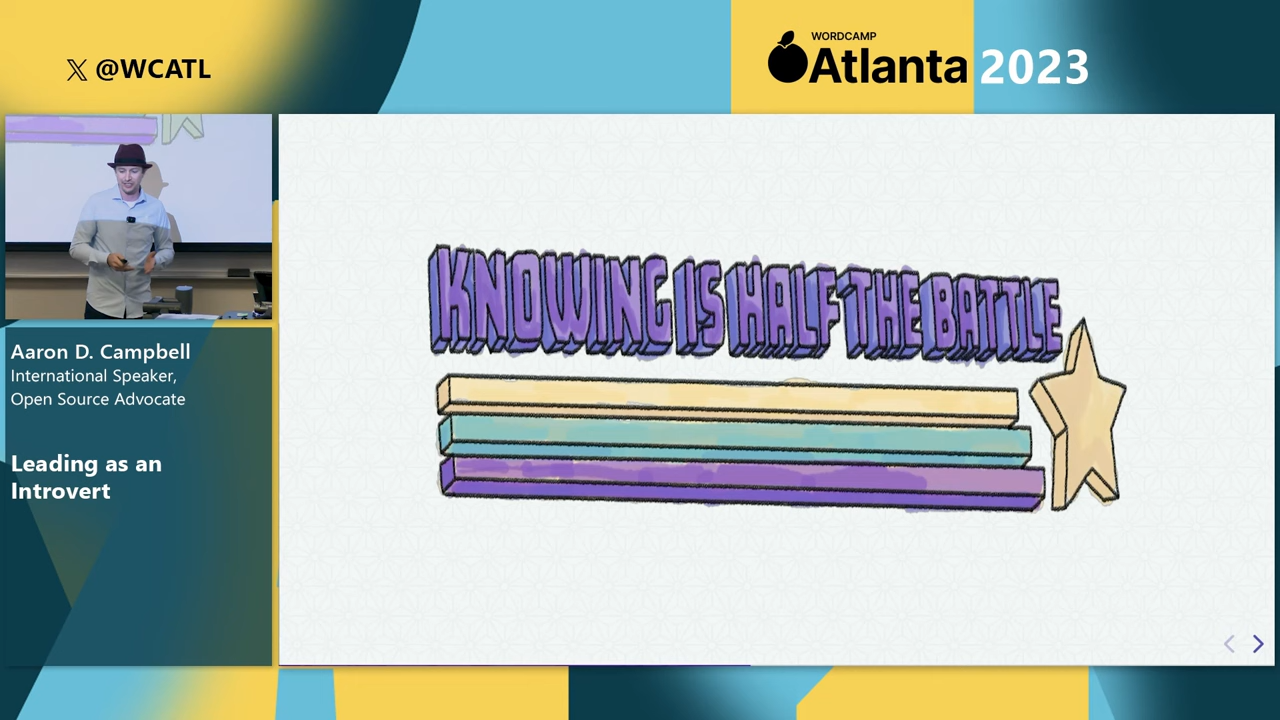 𝕏 @WCATL
WORDCAMP
Atlanta 2023
KNOWING IS HALF THE BATTLE
Aaron D. Campbell
International Speaker,
Open Source Advocate
Leading as an
Introvert